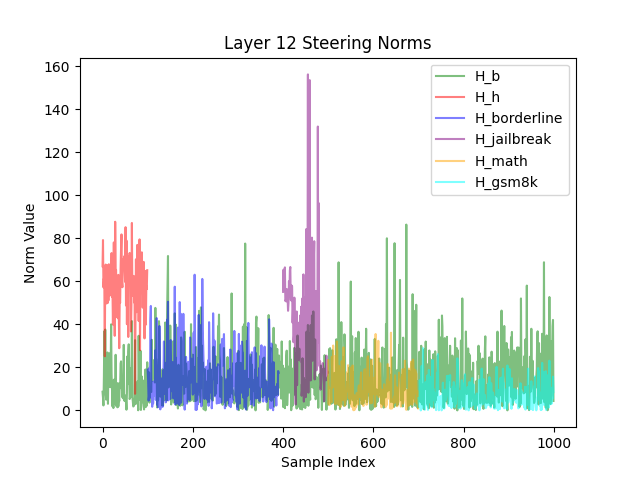 Layer 12 Steering Norms
160
140
120
100
80
60
40
20
0
Norm Value
H_b
H_h
H_borderline
H_jailbreak
H_math
H_gsm8k
0
200
400
600
800
1000
Sample Index